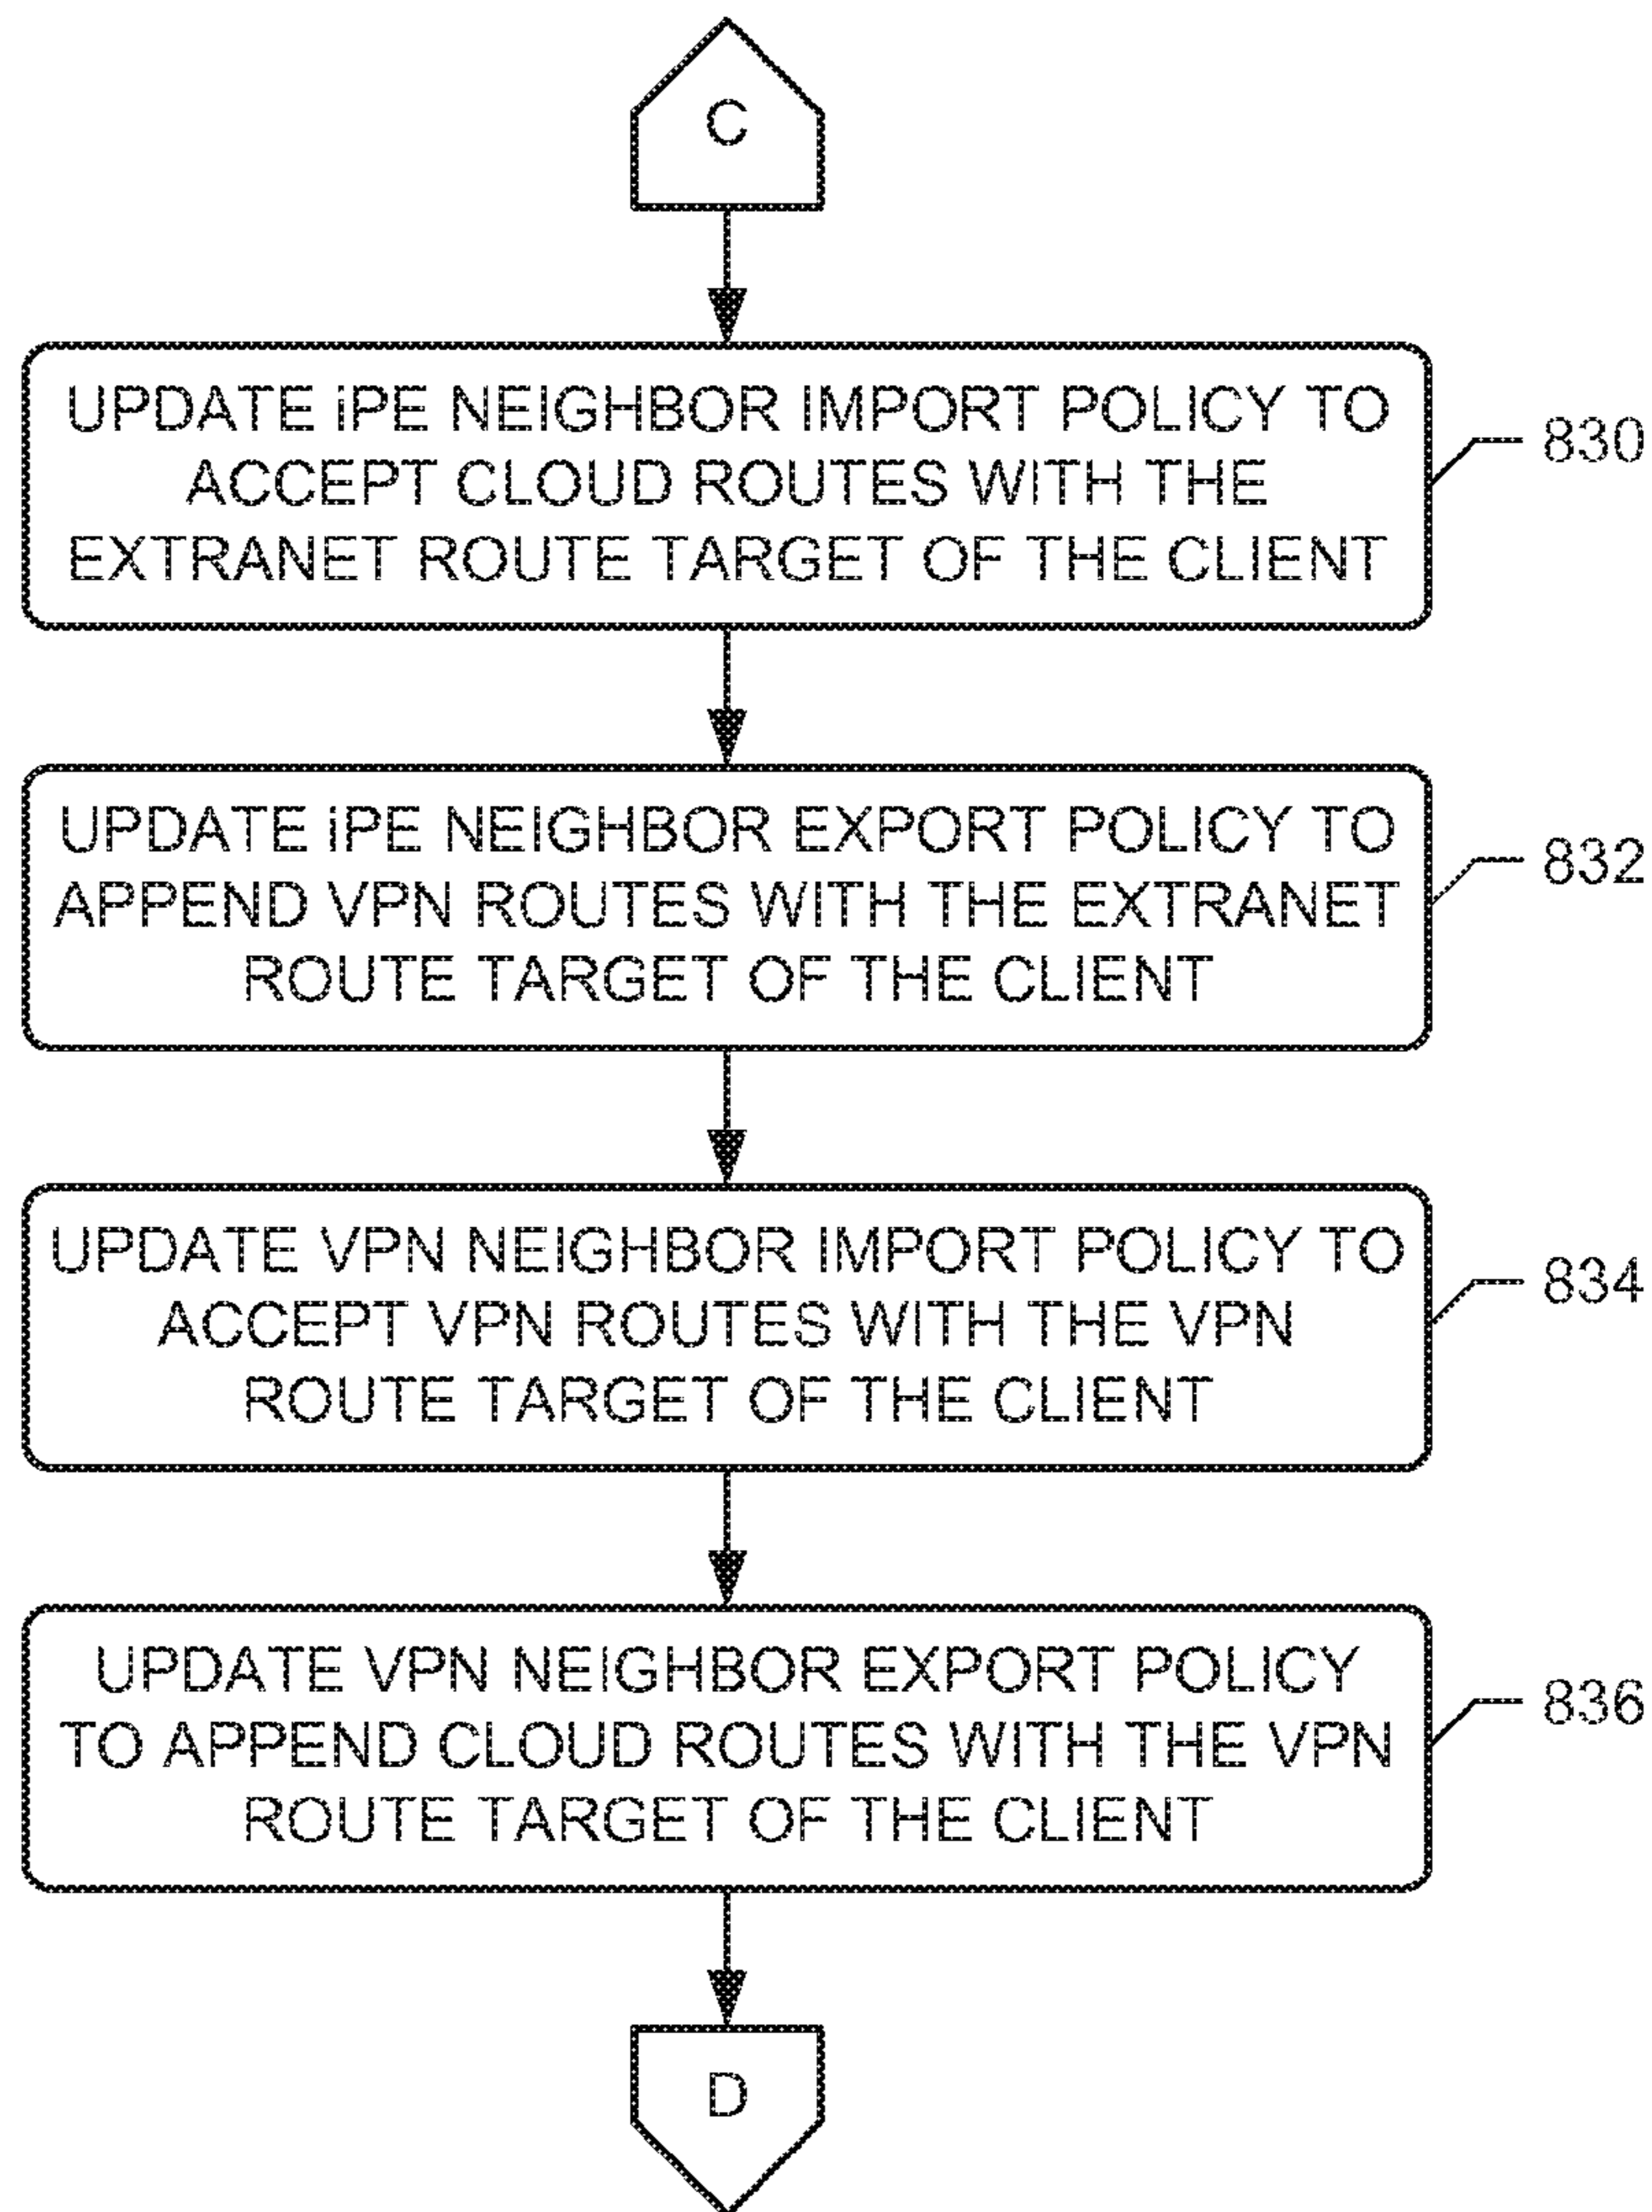 C
UPDATE iPE NEIGHBOR IMPORT POLICY TO
ACCEPT CLOUD ROUTES WITH THE
EXTRANET ROUTE TARGET OF THE CLIENT
830
UPDATE iPE NEIGHBOR EXPORT POLICY TO
APPEND VPN ROUTES WITH THE EXTRANET
ROUTE TARGET OF THE CLIENT
832
UPDATE VPN NEIGHBOR IMPORT POLICY TO
ACCEPT VPN ROUTES WITH THE VPN
ROUTE TARGET OF THE CLIENT
834
UPDATE VPN NEIGHBOR EXPORT POLICY
TO APPEND CLOUD ROUTES WITH THE VPN
ROUTE TARGET OF THE CLIENT
836
D